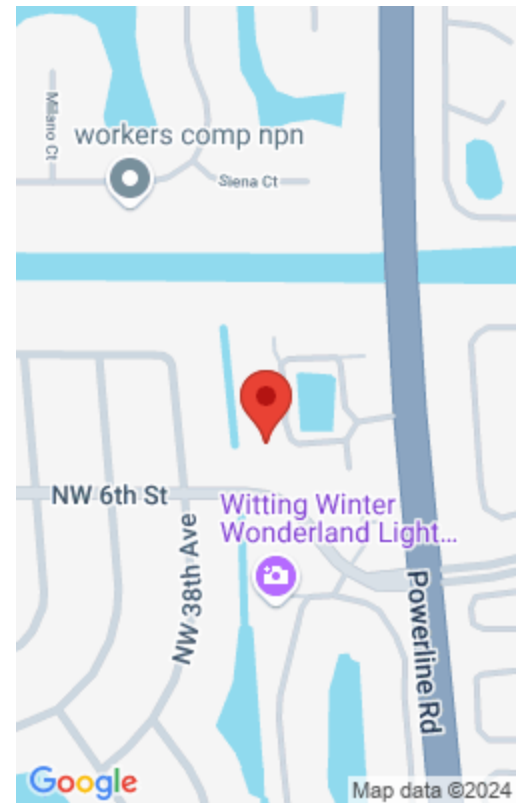 Milano Ct
workers comp npn
Siena Ct
NW 6th St
Witting Winter
Wonderland Light...
NW 38th Ave
Powerline Rd
Google
Map data ©2024